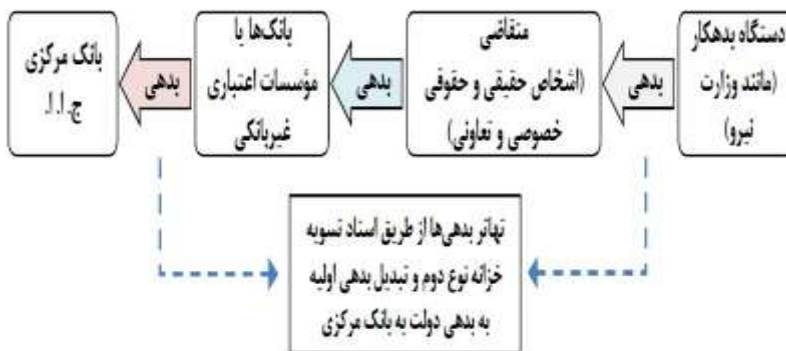 دستگاه بدهکار
(مانند وزارت
نیرو)
بدهی
متقاضی
(اشخاص حقیقی و حقوقی
خصوصی و تعاونی)
بدهی
بانک‌ها یا
مؤسسات اعتباری
غیربانکی
بدهی
بانک مرکزی
ج.ا.ا.
تهاتر بدهی‌ها از طریق اسناد تسویه
خزانه نوع دوم و تبدیل بدهی اولیه
به بدهی دولت به بانک مرکزی